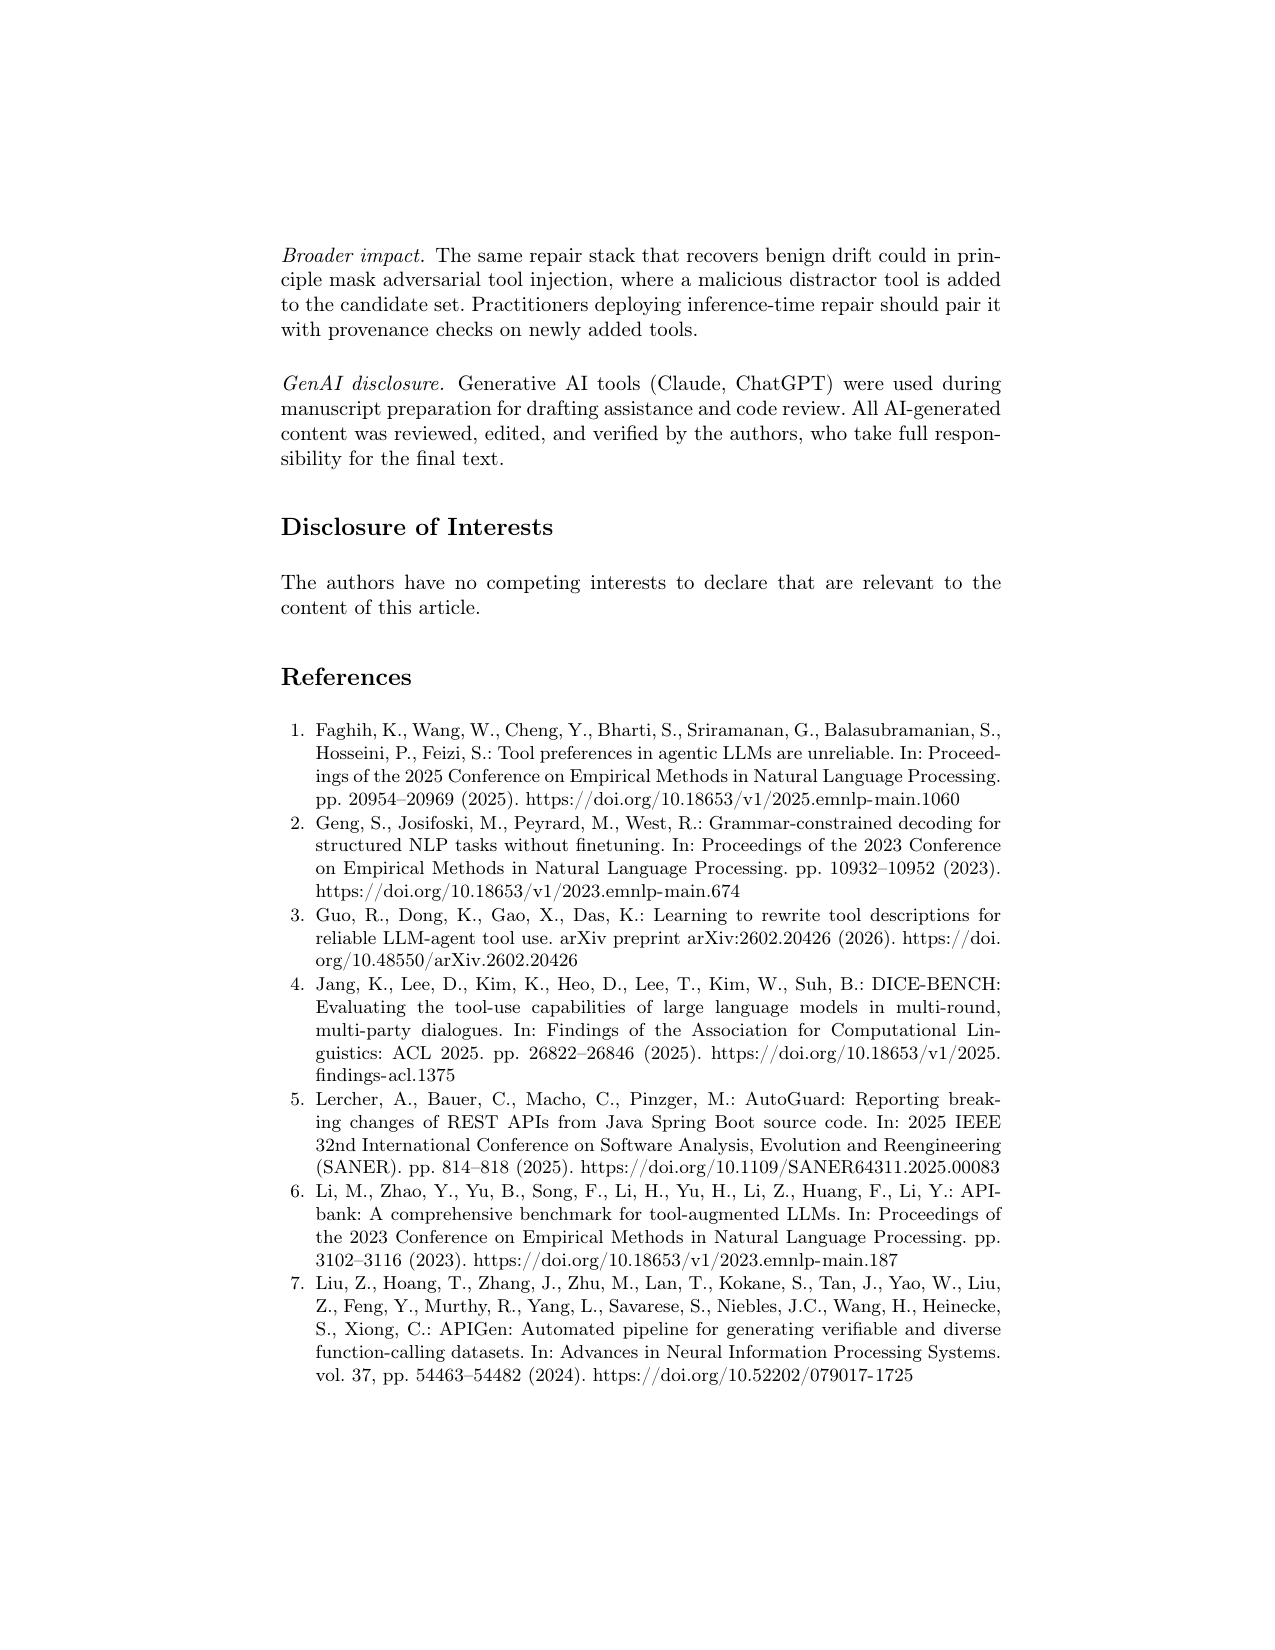 Broader impact. The same repair stack that recovers benign drift could in prin-
ciple mask adversarial tool injection, where a malicious distractor tool is added
to the candidate set. Practitioners deploying inference-time repair should pair it
with provenance checks on newly added tools.
GenAI disclosure. Generative AI tools (Claude, ChatGPT) were used during
manuscript preparation for drafting assistance and code review. All AI-generated
content was reviewed, edited, and verified by the authors, who take full respon-
sibility for the final text.
Disclosure of Interests
The authors have no competing interests to declare that are relevant to the
content of this article.
References
1. Faghih, K., Wang, W., Cheng, Y., Bharti, S., Sriramanan, G., Balasubramanian, S.,
Hosseini, P., Feizi, S.: Tool preferences in agentic LLMs are unreliable. In: Proceed-
ings of the 2025 Conference on Empirical Methods in Natural Language Processing.
pp. 20954–20969 (2025). https://doi.org/10.18653/v1/2025.emnlp-main.1060
2. Geng, S., Josifoski, M., Peyrard, M., West, R.: Grammar-constrained decoding for
structured NLP tasks without finetuning. In: Proceedings of the 2023 Conference
on Empirical Methods in Natural Language Processing. pp. 10932–10952 (2023).
https://doi.org/10.18653/v1/2023.emnlp-main.674
3. Guo, R., Dong, K., Gao, X., Das, K.: Learning to rewrite tool descriptions for
reliable LLM-agent tool use. arXiv preprint arXiv:2602.20426 (2026). https://doi.
org/10.48550/arXiv.2602.20426
4. Jang, K., Lee, D., Kim, K., Heo, D., Lee, T., Kim, W., Suh, B.: DICE-BENCH:
Evaluating the tool-use capabilities of large language models in multi-round,
multi-party dialogues. In: Findings of the Association for Computational Lin-
guistics: ACL 2025. pp. 26822–26846 (2025). https://doi.org/10.18653/v1/2025.
findings-acl.1375
5. Lercher, A., Bauer, C., Macho, C., Pinzger, M.: AutoGuard: Reporting break-
ing changes of REST APIs from Java Spring Boot source code. In: 2025 IEEE
32nd International Conference on Software Analysis, Evolution and Reengineering
(SANER). pp. 814–818 (2025). https://doi.org/10.1109/SANER64311.2025.00083
6. Li, M., Zhao, Y., Yu, B., Song, F., Li, H., Yu, H., Li, Z., Huang, F., Li, Y.: API-
bank: A comprehensive benchmark for tool-augmented LLMs. In: Proceedings of
the 2023 Conference on Empirical Methods in Natural Language Processing. pp.
3102–3116 (2023). https://doi.org/10.18653/v1/2023.emnlp-main.187
7. Liu, Z., Hoang, T., Zhang, J., Zhu, M., Lan, T., Kokane, S., Tan, J., Yao, W., Liu,
Z., Feng, Y., Murthy, R., Yang, L., Savarese, S., Niebles, J.C., Wang, H., Heinecke,
S., Xiong, C.: APIGen: Automated pipeline for generating verifiable and diverse
function-calling datasets. In: Advances in Neural Information Processing Systems.
vol. 37, pp. 54463–54482 (2024). https://doi.org/10.52202/079017-1725